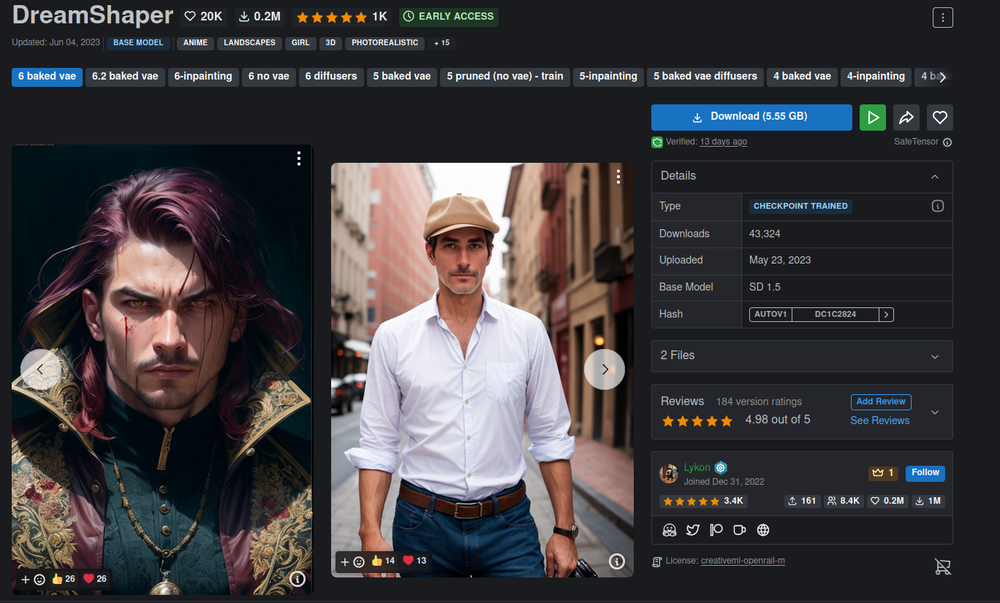 DreamShaper 20K 0.2M 1K EARLY ACCESS
Updated: Jun 04, 2023 BASE MODEL ANIME LANDSCAPES GIRL 3D PHOTOREALISTIC + 15
6 baked vae 6.2 baked vae 6-inpainting 6 no vae 6 diffusers 5 baked vae 5 pruned (no vae) - train 5-inpainting 5 baked vae diffusers 4 baked vae 4-inpainting 4 bake
Download (5.55 GB)
Verified: 13 days ago SafeTensor
Details
Type CHECKPOINT TRAINED
Downloads 43,324
Uploaded May 23, 2023
Base Model SD 1.5
Hash AUTOV1 DC1C2824
2 Files
Reviews 184 version ratings Add Review
4.98 out of 5 See Reviews
Lykon 1 Follow
Joined Dec 31, 2022
3.4K 161 8.4K 0.2M 1M
License: creativeml-openrail-m
26 26
14 13